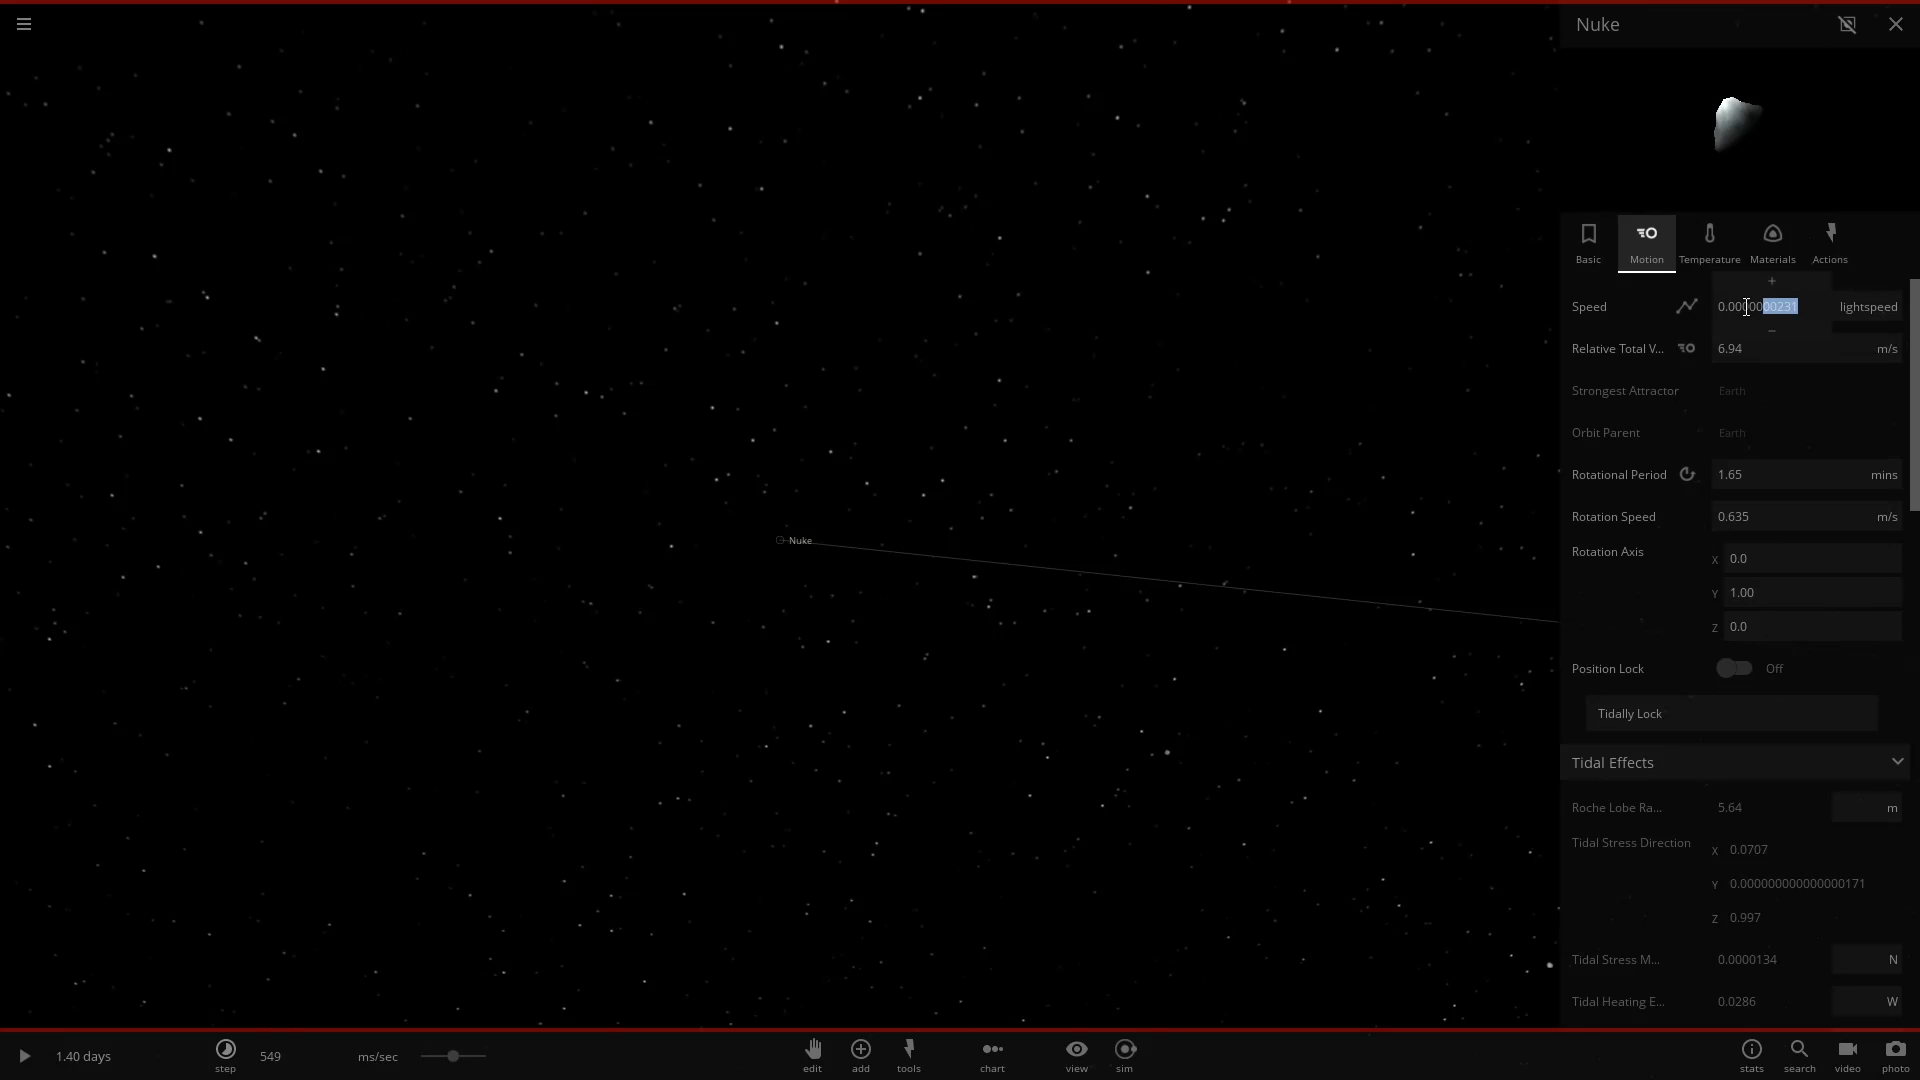 Nuke
Basic
Motion
Temperature
Materials
Actions
+
Speed 0.0000000231 lightspeed
−
Relative Total V... 6.94 m/s
Strongest Attractor Earth
Orbit Parent Earth
Rotational Period 1.65 mins
Rotation Speed 0.635 m/s
Rotation Axis X 0.0
Y 1.00
Z 0.0
Position Lock Off
Tidally Lock
Tidal Effects
Roche Lobe Ra... 5.64 m
Tidal Stress Direction X 0.0707
Y 0.000000000000000171
Z 0.997
Tidal Stress M... 0.0000134 N
Tidal Heating E... 0.0286 W
Nuke
1.40 days
step
549 ms/sec
edit
add
tools
chart
view
sim
stats
search
video
photo